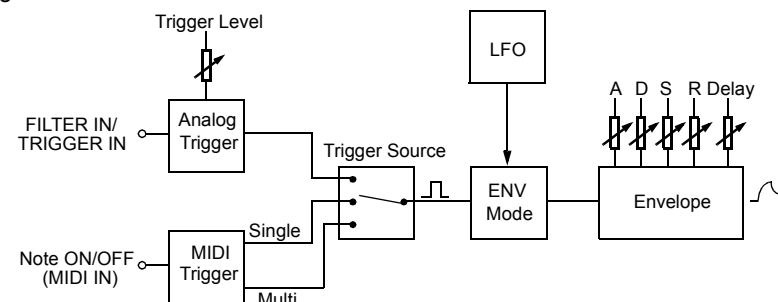 Trigger Level
LFO
A D S R Delay
FILTER IN/
TRIGGER IN
Analog
Trigger
Trigger Source
ENV
Mode
Envelope
Single
Note ON/OFF
(MIDI IN)
MIDI
Trigger
Multi